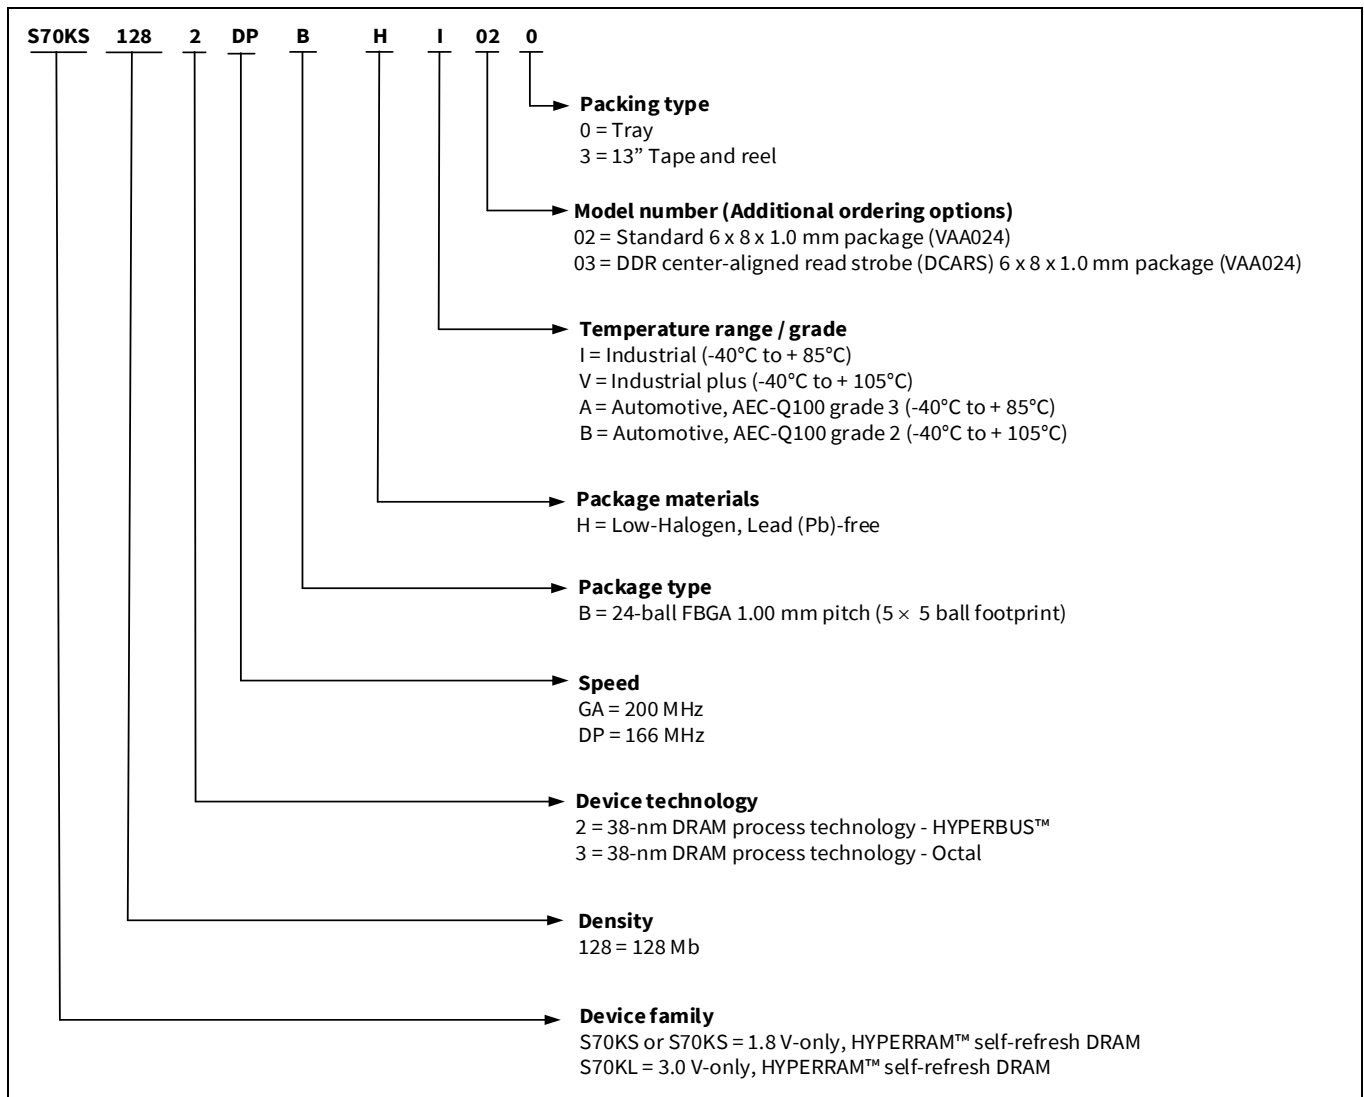 S70KS 128 2 DP B H I 02 0
Packing type
0 = Tray
3 = 13” Tape and reel
Model number (Additional ordering options)
02 = Standard 6 x 8 x 1.0 mm package (VAA024)
03 = DDR center-aligned read strobe (DCARS) 6 x 8 x 1.0 mm package (VAA024)
Temperature range / grade
I = Industrial (-40°C to + 85°C)
V = Industrial plus (-40°C to + 105°C)
A = Automotive, AEC-Q100 grade 3 (-40°C to + 85°C)
B = Automotive, AEC-Q100 grade 2 (-40°C to + 105°C)
Package materials
H = Low-Halogen, Lead (Pb)-free
Package type
B = 24-ball FBGA 1.00 mm pitch (5 × 5 ball footprint)
Speed
GA = 200 MHz
DP = 166 MHz
Device technology
2 = 38-nm DRAM process technology - HYPERBUS™
3 = 38-nm DRAM process technology - Octal
Density
128 = 128 Mb
Device family
S70KS or S70KS = 1.8 V-only, HYPERRAM™ self-refresh DRAM
S70KL = 3.0 V-only, HYPERRAM™ self-refresh DRAM